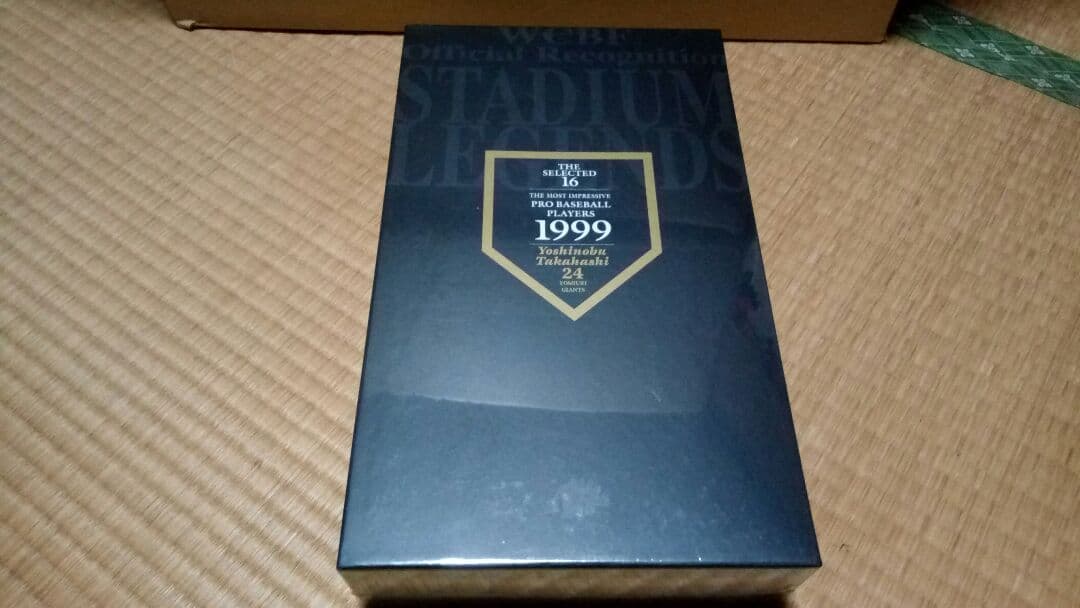 WCBF
Official Recognition
STADIUM
LEGENDS
THE
SELECTED
16
THE MOST IMPRESSIVE
PRO BASEBALL
PLAYERS
1999
Yoshinobu
Takahashi
24
YOMIURI
GIANTS